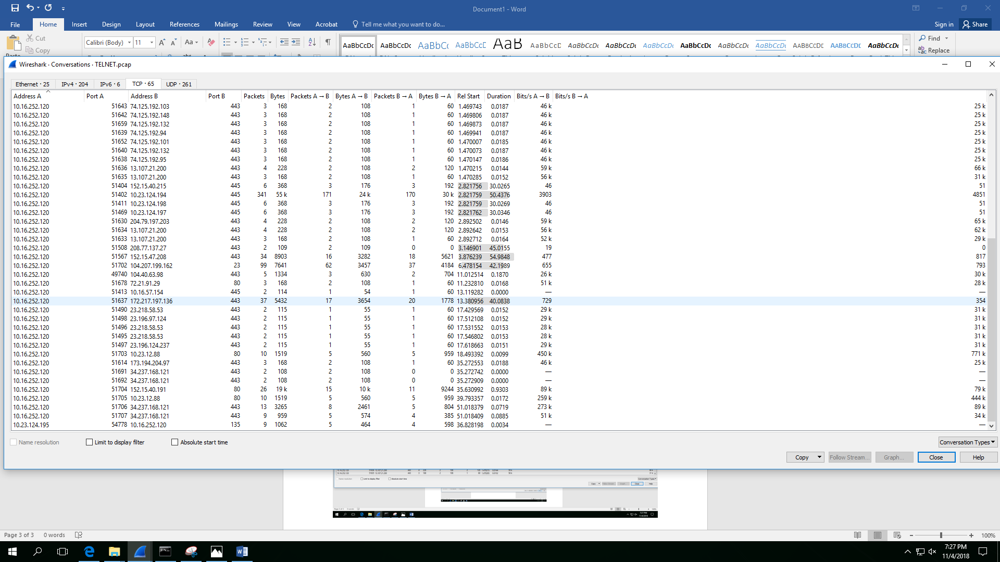 Document1 - Word
File Home Insert Design Layout References Mailings Review View Acrobat Tell me what you want to do... Sign in Share
Cut
Copy
Calibri (Body) 11 Aa
AaBbCcDc AaBbCcDc AaBbCc AaBbCcD AaB AaBbCcD AaBbCcDc AaBbCcDc AaBbCcDc AaBbCcDc AaBbCcDc AaBbCcDc AaBbCcDc AaBbCcDc AaBbCcDc
Find
Replace
Wireshark · Conversations · TELNET.pcap
Ethernet · 25 IPv4 · 204 IPv6 · 6 TCP · 65 UDP · 261
Address A Port A Address B Port B Packets Bytes Packets A → B Bytes A → B Packets B → A Bytes B → A Rel Start Duration Bits/s A → B Bits/s B → A
10.16.252.120 51643 74.125.192.103 443 3 168 2 108 1 60 1.469743 0.0187 46 k 25 k
10.16.252.120 51642 74.125.192.148 443 3 168 2 108 1 60 1.469806 0.0187 46 k 25 k
10.16.252.120 51659 74.125.192.132 443 3 168 2 108 1 60 1.469873 0.0187 46 k 25 k
10.16.252.120 51639 74.125.192.94 443 3 168 2 108 1 60 1.469941 0.0187 46 k 25 k
10.16.252.120 51652 74.125.192.101 443 3 168 2 108 1 60 1.470007 0.0185 46 k 25 k
10.16.252.120 51640 74.125.192.132 443 3 168 2 108 1 60 1.470073 0.0187 46 k 25 k
10.16.252.120 51638 74.125.192.95 443 3 168 2 108 1 60 1.470147 0.0186 46 k 25 k
10.16.252.120 51636 13.107.21.200 443 4 228 2 108 2 120 1.470215 0.0144 59 k 66 k
10.16.252.120 51635 13.107.21.200 443 3 168 2 108 1 60 1.470285 0.0152 56 k 31 k
10.16.252.120 51404 152.15.40.215 445 6 368 3 176 3 192 2.821756 30.0265 46 51
10.16.252.120 51402 10.23.124.194 445 341 55 k 171 24 k 170 30 k 2.821759 50.4376 3903 4851
10.16.252.120 51411 10.23.124.198 445 6 368 3 176 3 192 2.821759 30.0269 46 51
10.16.252.120 51469 10.23.124.197 445 6 368 3 176 3 192 2.821762 30.0346 46 51
10.16.252.120 51630 204.79.197.203 443 4 228 2 108 2 120 2.892502 0.0146 59 k 65 k
10.16.252.120 51634 13.107.21.200 443 4 228 2 108 2 120 2.892642 0.0153 56 k 62 k
10.16.252.120 51633 13.107.21.200 443 3 168 2 108 1 60 2.892712 0.0164 52 k 29 k
10.16.252.120 51508 208.77.137.27 443 2 109 2 109 0 0 3.146901 45.0155 19 0
10.16.252.120 51567 152.15.47.208 443 34 8903 16 3282 18 5621 3.876239 54.9848 477 817
10.16.252.120 51702 104.207.199.162 23 99 7641 62 3457 37 4184 6.478154 42.1989 655 793
10.16.252.120 49740 104.40.63.98 443 5 1334 3 630 2 704 11.012514 0.1870 26 k 30 k
10.16.252.120 51678 72.21.91.29 80 3 168 2 108 1 60 11.232810 0.0168 51 k 28 k
10.16.252.120 51413 10.16.57.154 445 2 114 1 54 1 60 13.119282 0.0000 — —
10.16.252.120 51637 172.217.197.136 443 37 5432 17 3654 20 1778 13.380956 40.0838 729 354
10.16.252.120 51490 23.218.58.53 443 2 115 1 55 1 60 17.429569 0.0152 29 k 31 k
10.16.252.120 51498 23.196.97.124 443 2 115 1 55 1 60 17.512108 0.0152 29 k 31 k
10.16.252.120 51496 23.218.58.53 443 2 115 1 55 1 60 17.531552 0.0153 28 k 31 k
10.16.252.120 51495 23.218.58.53 443 2 115 1 55 1 60 17.546802 0.0153 28 k 31 k
10.16.252.120 51497 23.196.124.237 443 2 115 1 55 1 60 17.618663 0.0151 29 k 31 k
10.16.252.120 51703 10.23.12.88 80 10 1519 5 560 5 959 18.493392 0.0099 450 k 771 k
10.16.252.120 51614 173.194.204.97 443 3 168 2 108 1 60 35.272553 0.0188 46 k 25 k
10.16.252.120 51691 34.237.168.121 443 2 108 2 108 0 0 35.272742 0.0000 — —
10.16.252.120 51692 34.237.168.121 443 2 108 2 108 0 0 35.272909 0.0000 — —
10.16.252.120 51704 152.15.40.191 80 26 19 k 15 10 k 11 9244 35.630992 0.9303 89 k 79 k
10.16.252.120 51705 10.23.12.88 80 10 1519 5 560 5 959 39.793357 0.0172 259 k 444 k
10.16.252.120 51706 34.237.168.121 443 13 3265 8 2461 5 804 51.018379 0.0719 273 k 89 k
10.16.252.120 51707 34.237.168.121 443 9 959 5 574 4 385 51.018409 0.0885 51 k 34 k
10.23.124.195 54778 10.16.252.120 135 9 1062 5 464 4 598 36.828198 0.0034 — —
Name resolution Limit to display filter Absolute start time Conversation Types
Copy Follow Stream... Graph... Close Help
Page 3 of 3 0 words 100%
7:27 PM
11/4/2018